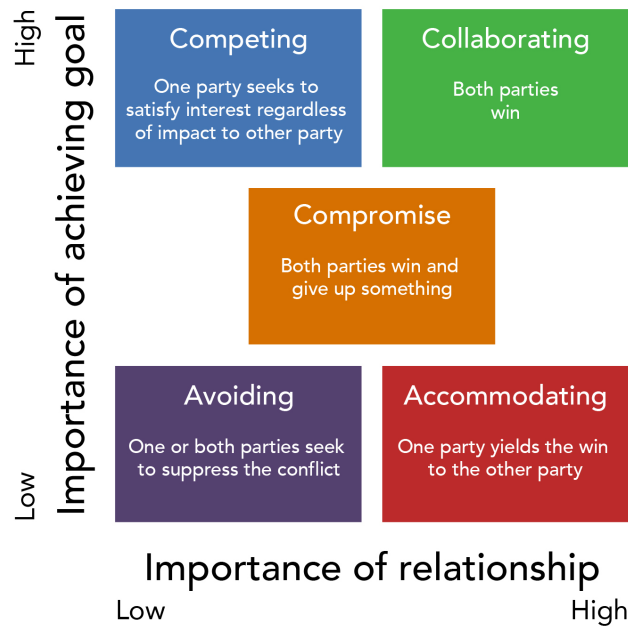 High
Low
Importance of achieving goal
Competing
One party seeks to
satisfy interest regardless
of impact to other party
Collaborating
Both parties
win
Compromise
Both parties win and
give up something
Avoiding
One or both parties seek
to suppress the conflict
Accommodating
One party yields the win
to the other party
Importance of relationship
Low
High